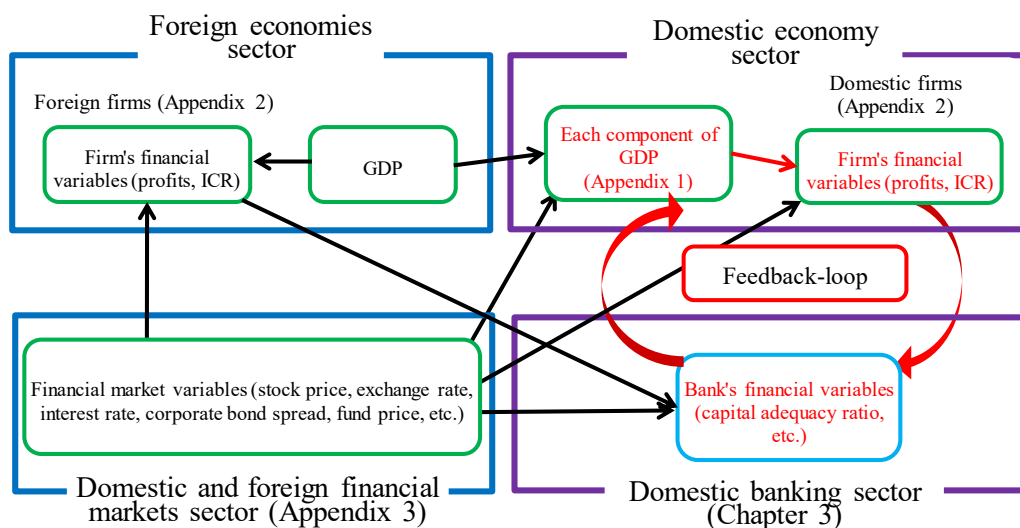 Foreign economies
sector
Domestic economy
sector
Foreign firms (Appendix 2)
Domestic firms
(Appendix 2)
Firm's financial
variables (profits, ICR)
GDP
Each component of
GDP
(Appendix 1)
Firm's financial
variables (profits, ICR)
Feedback-loop
Financial market variables (stock price, exchange rate,
interest rate, corporate bond spread, fund price, etc.)
Bank's financial variables
(capital adequacy ratio,
etc.)
Domestic and foreign financial
markets sector (Appendix 3)
Domestic banking sector
(Chapter 3)